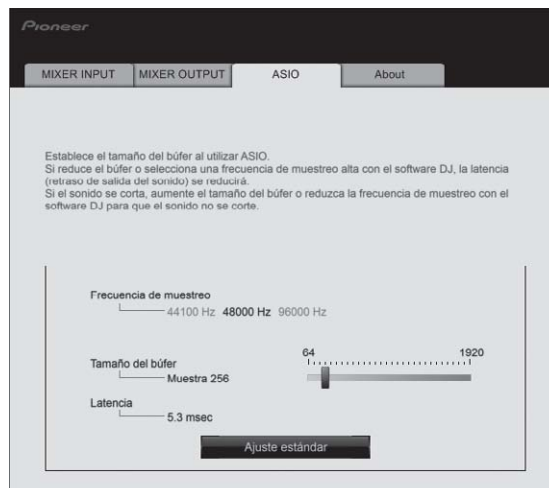 Pioneer
MIXER INPUT MIXER OUTPUT ASIO About
Establece el tamaño del búfer al utilizar ASIO.
Si reduce el búfer o selecciona una frecuencia de muestreo alta con el software DJ, la latencia
(retraso de salida del sonido) se reducirá.
Si el sonido se corta, aumente el tamaño del búfer o reduzca la frecuencia de muestreo con el
software DJ para que el sonido no se corte.
Frecuencia de muestreo
44100 Hz 48000 Hz 96000 Hz
64 1920
Tamaño del búfer
Muestra 256
Latencia
5.3 msec
Ajuste estándar